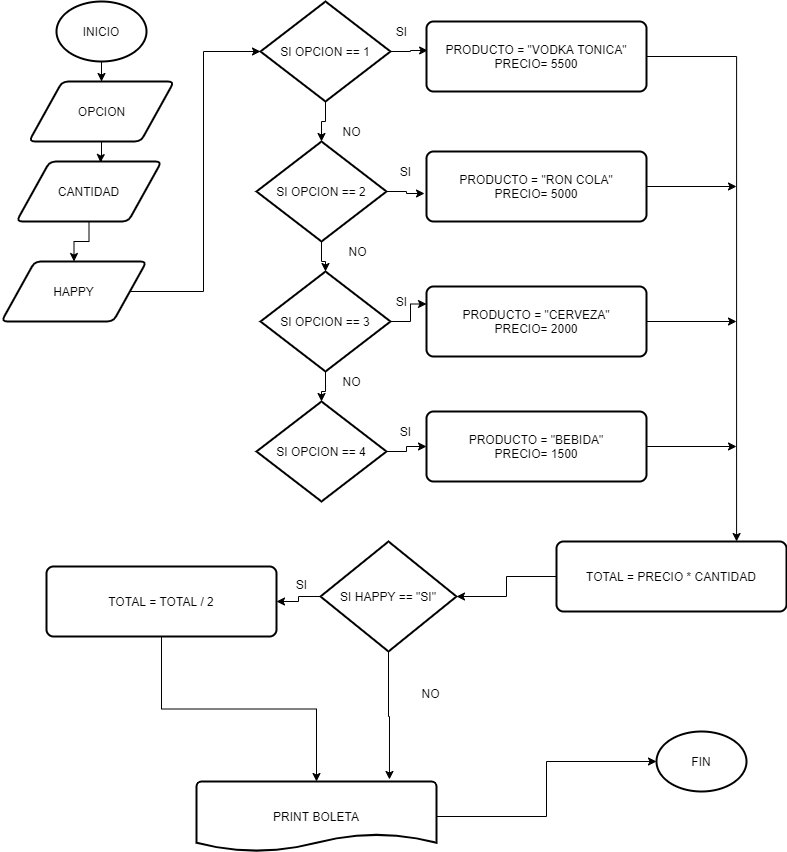 INICIO
OPCION
CANTIDAD
HAPPY
SI OPCION == 1
SI
PRODUCTO = "VODKA TONICA"
PRECIO= 5500
NO
SI OPCION == 2
SI
PRODUCTO = "RON COLA"
PRECIO= 5000
NO
SI OPCION == 3
SI
PRODUCTO = "CERVEZA"
PRECIO= 2000
NO
SI OPCION == 4
SI
PRODUCTO = "BEBIDA"
PRECIO= 1500
TOTAL = PRECIO * CANTIDAD
SI HAPPY == "SI"
SI
TOTAL = TOTAL / 2
NO
PRINT BOLETA
FIN